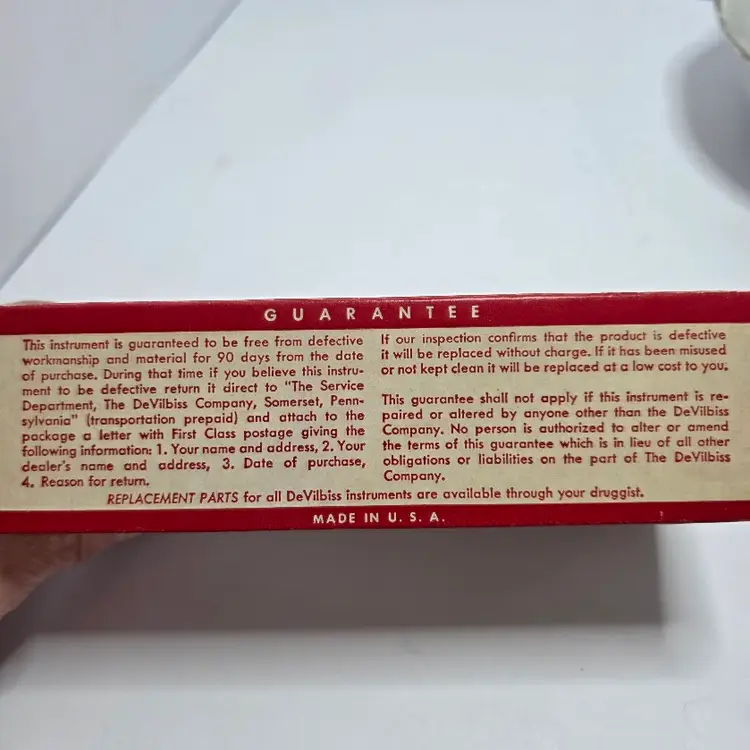 GUARANTEE
This instrument is guaranteed to be free from defective
workmanship and material for 90 days from the date
of purchase. During that time if you believe this instru-
ment to be defective return it direct to "The Service
Department, The DeVilbiss Company, Somerset, Penn-
sylvania" (transportation prepaid) and attach to the
package a letter with First Class postage giving the
following information: 1. Your name and address, 2. Your
dealer's name and address, 3. Date of purchase,
4. Reason for return.
If our inspection confirms that the product is defective
it will be replaced without charge. If it has been misused
or not kept clean it will be replaced at a low cost to you.
This guarantee shall not apply if this instrument is re-
paired or altered by anyone other than the DeVilbiss
Company. No person is authorized to alter or amend
the terms of this guarantee which is in lieu of all other
obligations or liabilities on the part of The DeVilbiss
Company.
REPLACEMENT PARTS for all DeVilbiss instruments are available through your druggist.
MADE IN U. S. A.